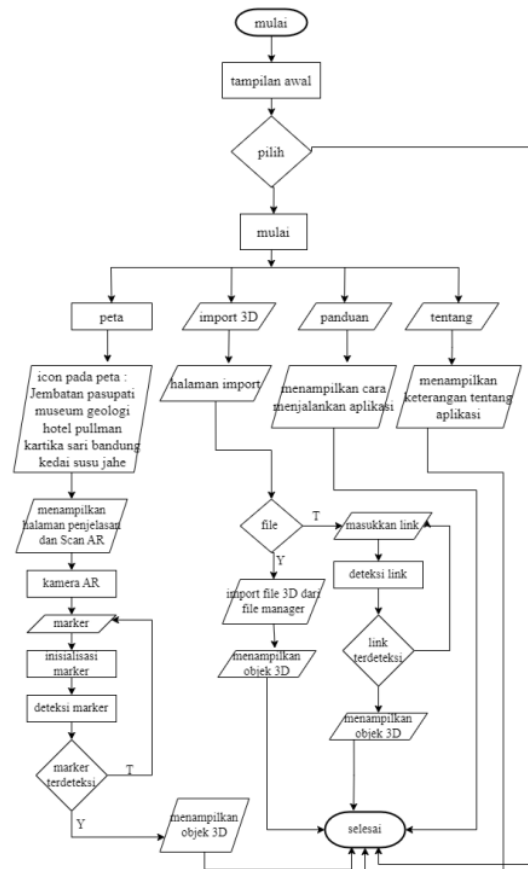 mulai
tampilan awal
pilih
mulai
peta
import 3D
panduan
tentang
icon pada peta :
Jembatan pasupati
museum geologi
hotel pullman
kartika sari bandung
kedai susu jahe
halaman import
menampilkan cara
menjalankan aplikasi
menampilkan
keterangan tentang
aplikasi
menampilkan
halaman penjelasan
dan Scan AR
file
T
masukkan link
Y
kamera AR
deteksi link
import file 3D dari
file manager
marker
link
terdeteksi
inisialisasi
marker
menampilkan
objek 3D
deteksi marker
menampilkan
objek 3D
marker
terdeteksi
T
Y
menampilkan
objek 3D
selesai